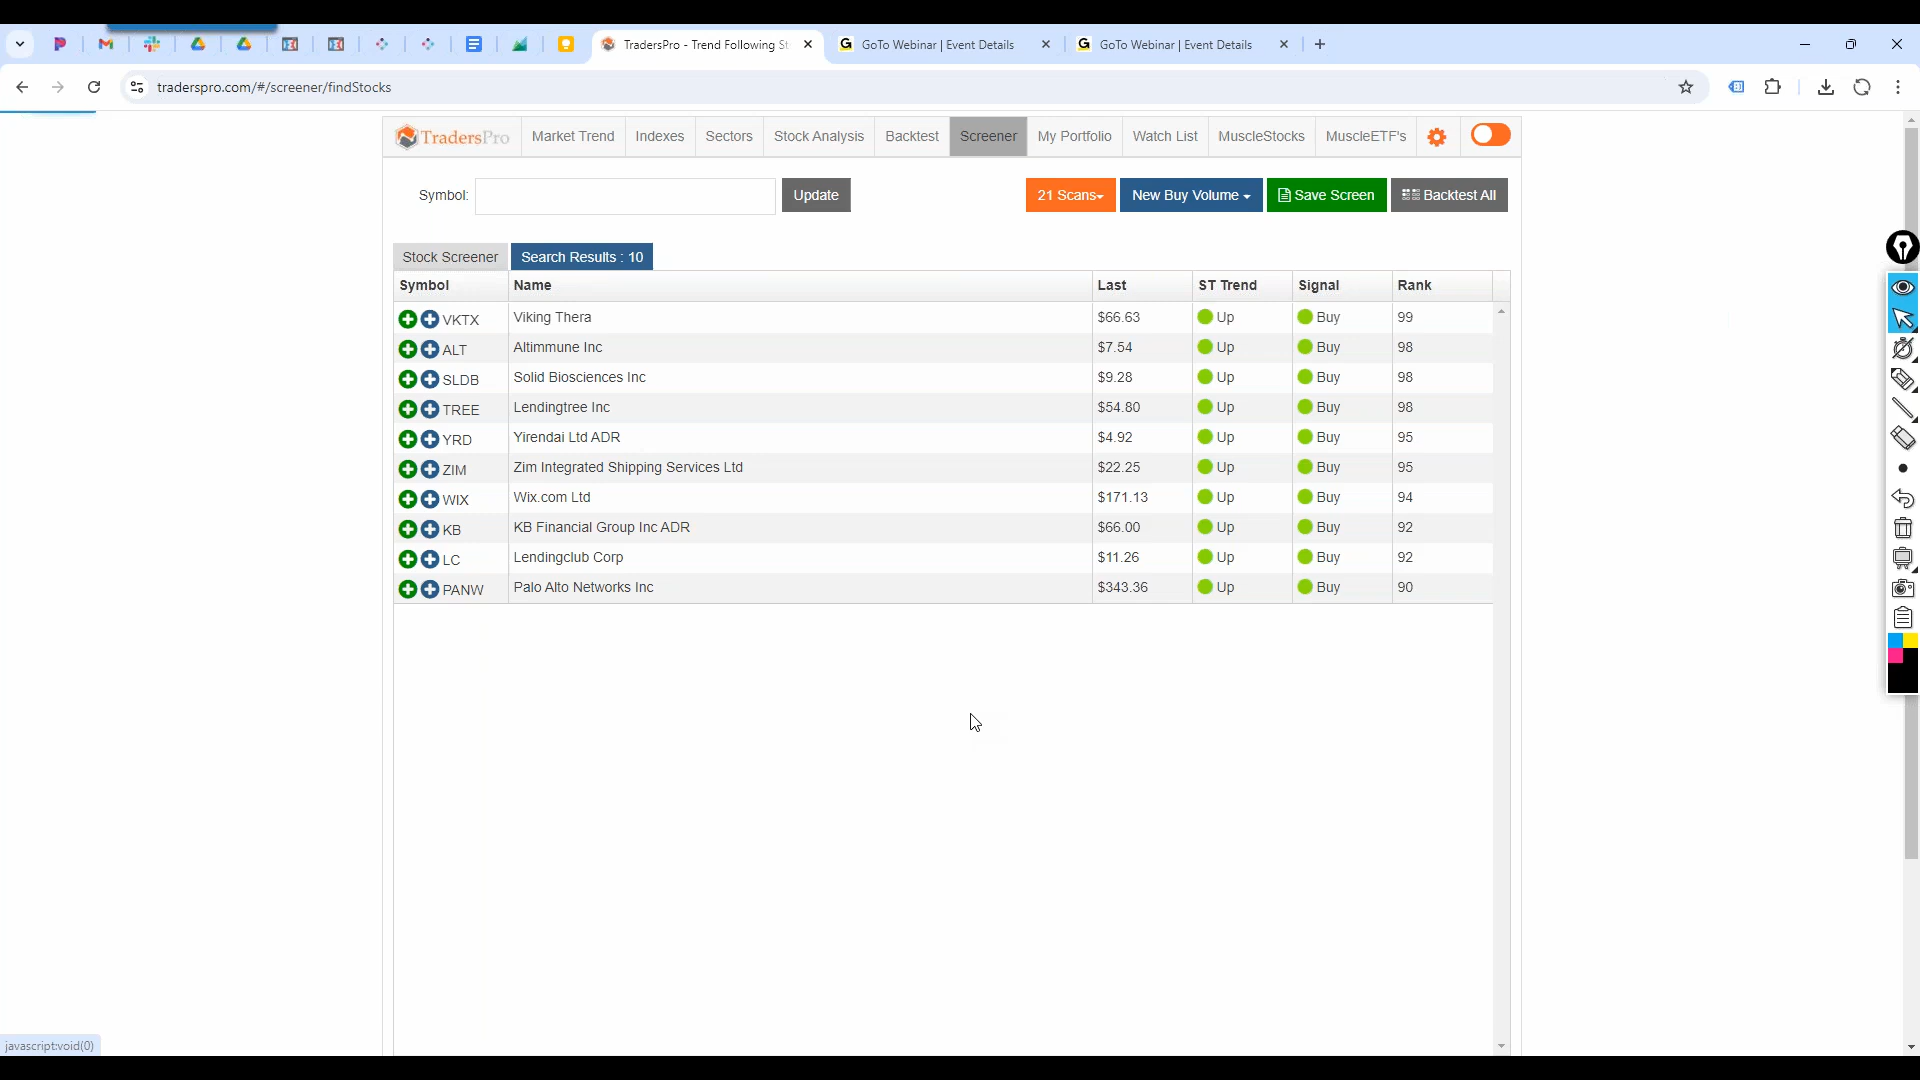 TradersPro - Trend Following St
GoTo Webinar | Event Details
GoTo Webinar | Event Details
traderspro.com/#/screener/findStocks
TradersPro
Market Trend
Indexes
Sectors
Stock Analysis
Backtest
Screener
My Portfolio
Watch List
MuscleStocks
MuscleETF's
Symbol:
Update
21 Scans
New Buy Volume
Save Screen
Backtest All
Stock Screener
Search Results : 10
Symbol Name Last ST Trend Signal Rank
VKTX Viking Thera $66.63 Up Buy 99
ALT Altimmune Inc $7.54 Up Buy 98
SLDB Solid Biosciences Inc $9.28 Up Buy 98
TREE Lendingtree Inc $54.80 Up Buy 98
YRD Yirendai Ltd ADR $4.92 Up Buy 95
ZIM Zim Integrated Shipping Services Ltd $22.25 Up Buy 95
WIX Wix.com Ltd $171.13 Up Buy 94
KB KB Financial Group Inc ADR $66.00 Up Buy 92
LC Lendingclub Corp $11.26 Up Buy 92
PANW Palo Alto Networks Inc $343.36 Up Buy 90
javascript:void(0)